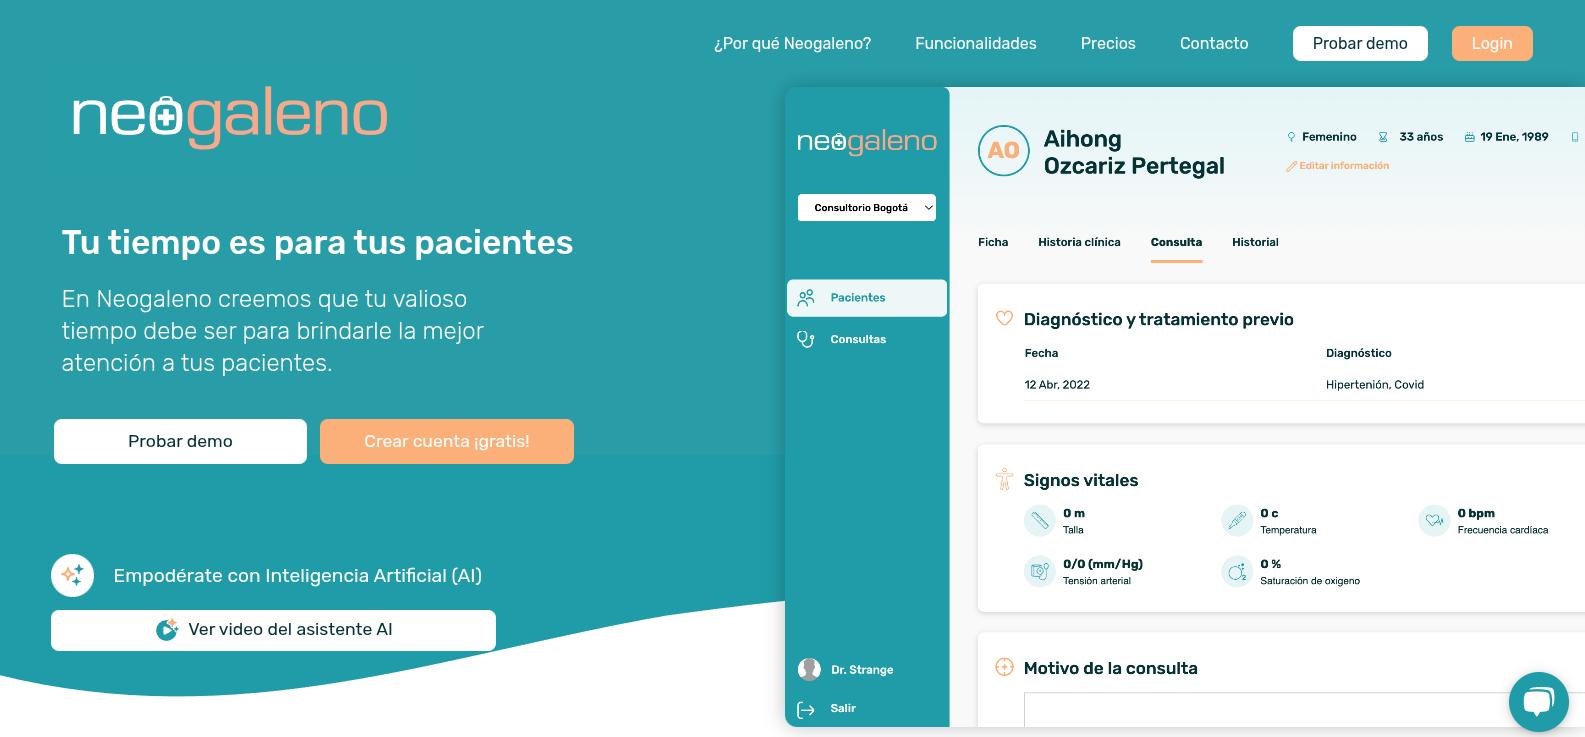 ¿Por qué Neogaleno? Funcionalidades Precios Contacto Probar demo Login
neogaleno
Tu tiempo es para tus pacientes
En Neogaleno creemos que tu valioso
tiempo debe ser para brindarle la mejor
atención a tus pacientes.
Probar demo Crear cuenta ¡gratis!
Empodérate con Inteligencia Artificial (AI)
Ver video del asistente AI
neogaleno
Consultorio Bogotá
Pacientes
Consultas
Dr. Strange
Salir
AO
Aihong
Ozcariz Pertegal
Femenino 33 años 19 Ene, 1989
Editar información
Ficha Historia clínica Consulta Historial
Diagnóstico y tratamiento previo
Fecha Diagnóstico
12 Abr, 2022 Hipertenión, Covid
Signos vitales
0 m 0 c 0 bpm
Talla Temperatura Frecuencia cardíaca
0/0 (mm/Hg) 0 %
Tensión arterial Saturación de oxigeno
Motivo de la consulta